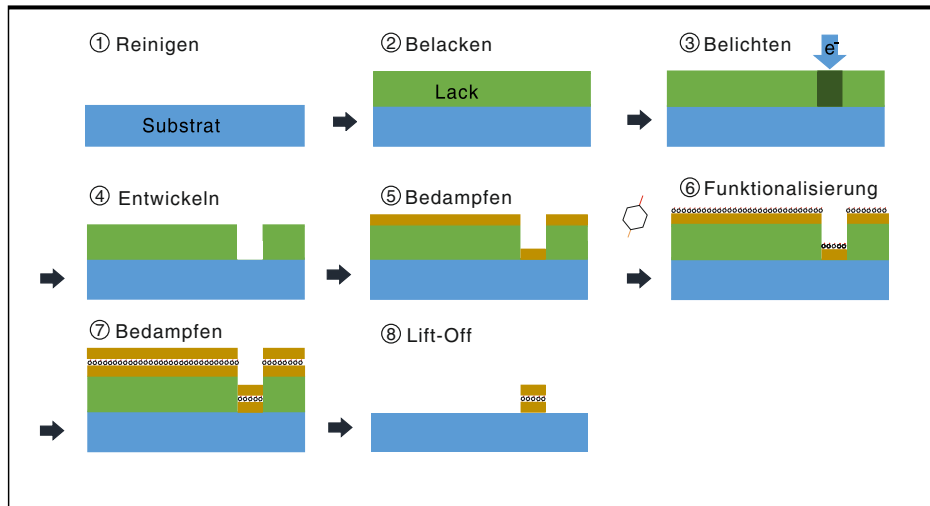 ① Reinigen
② Belacken
③ Belichten
e⁻
Lack
Substrat
④ Entwickeln
⑤ Bedampfen
⑥ Funktionalisierung
⑦ Bedampfen
⑧ Lift-Off